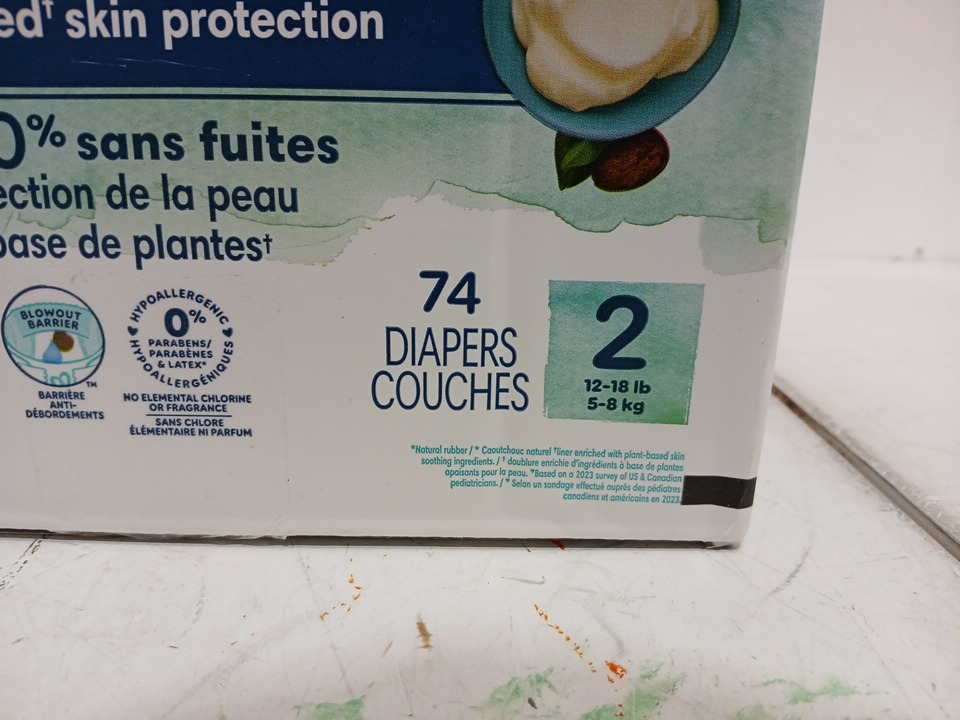 ed† skin protection
0% sans fuites
ection de la peau
base de plantes†
BLOWOUT
BARRIER
TM
BARRIÈRE
ANTI-
DÉBORDEMENTS
HYPOALLERGENIC
0%
PARABENS/
PARABÈNES
& LATEX*
HYPOALLERGÉNIQUES
NO ELEMENTAL CHLORINE
OR FRAGRANCE
SANS CHLORE
ÉLÉMENTAIRE NI PARFUM
74
DIAPERS
COUCHES
2
12-18 lb
5-8 kg
*Natural rubber / * Caoutchouc naturel †liner enriched with plant-based skin
soothing ingredients. / † doublure enrichie d'ingrédients à base de plantes
apaisants pour la peau. ▼Based on a 2023 survey of US & Canadian
pediatricians. / ▼ Selon un sondage effectué auprès des pédiatres
canadiens et américains en 2023.